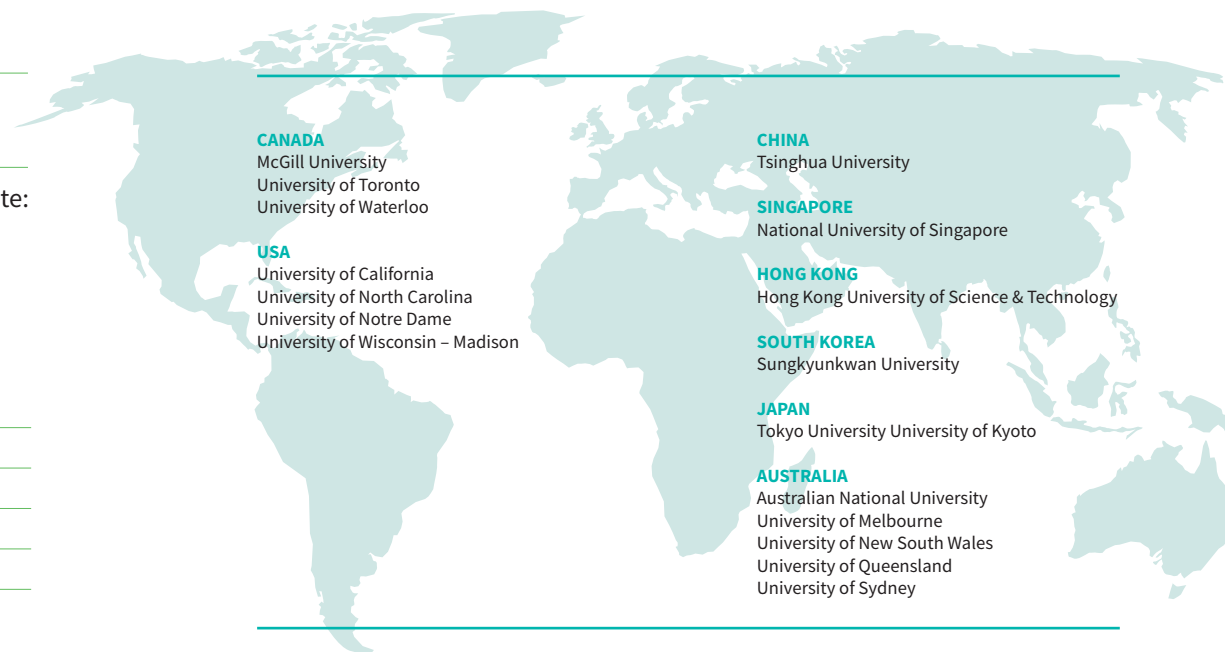 te:
CANADA
McGill University
University of Toronto
University of Waterloo
USA
University of California
University of North Carolina
University of Notre Dame
University of Wisconsin – Madison
CHINA
Tsinghua University
SINGAPORE
National University of Singapore
HONG KONG
Hong Kong University of Science & Technology
SOUTH KOREA
Sungkyunkwan University
JAPAN
Tokyo University University of Kyoto
AUSTRALIA
Australian National University
University of Melbourne
University of New South Wales
University of Queensland
University of Sydney